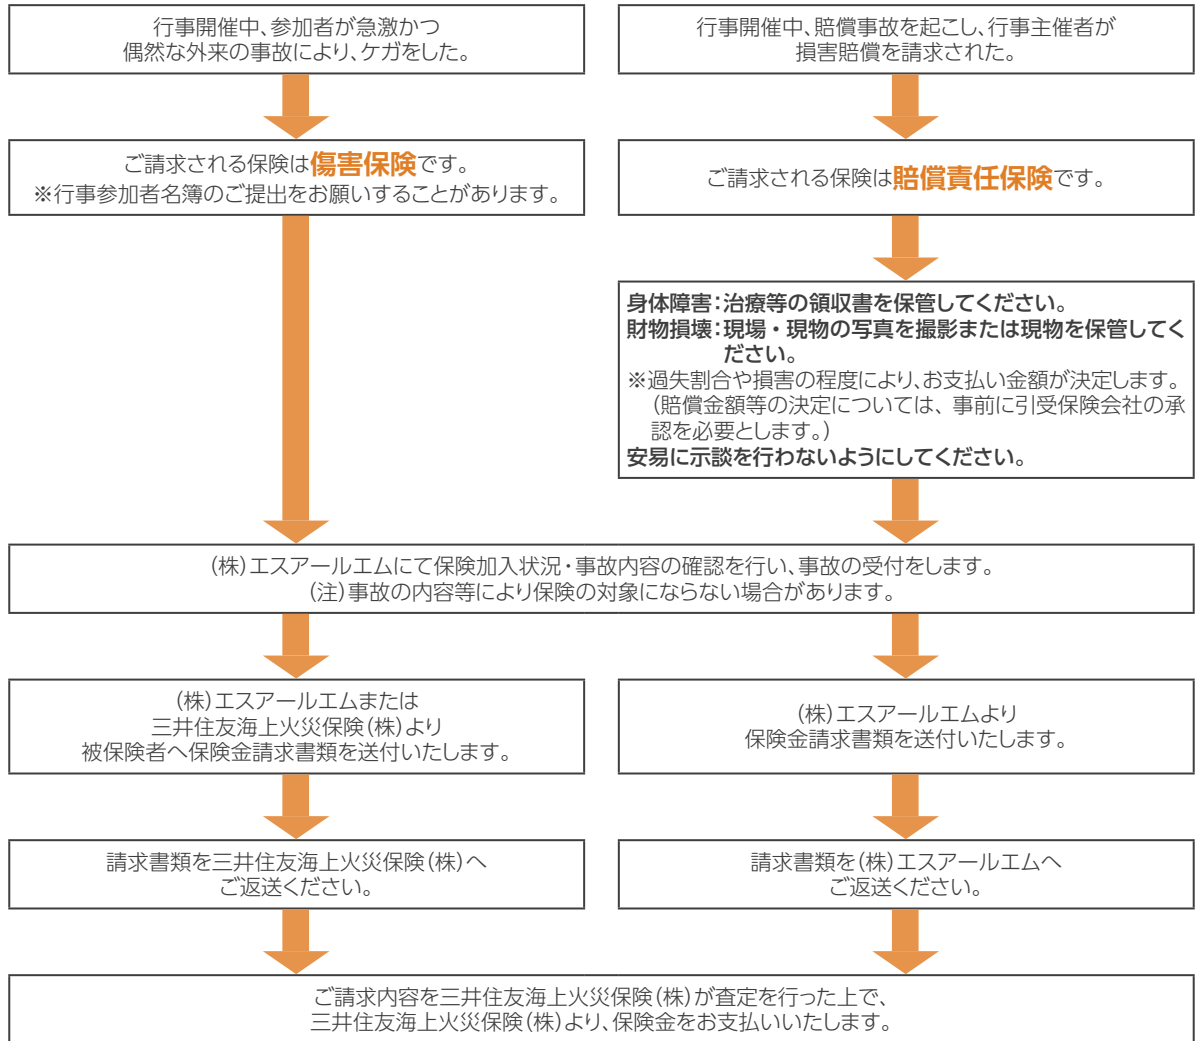 行事開催中、参加者が急激かつ
偶然な外来の事故により、ケガをした。
行事開催中、賠償事故を起こし、行事主催者が
損害賠償を請求された。
ご請求される保険は傷害保険です。
※行事参加者名簿のご提出をお願いすることがあります。
ご請求される保険は賠償責任保険です。
身体障害：治療等の領収書を保管してください。
財物損壊：現場・現物の写真を撮影または現物を保管してく
ださい。
※過失割合や損害の程度により、お支払い金額が決定します。
（賠償金額等の決定については、事前に引受保険会社の承
認を必要とします。）
安易に示談を行わないようにしてください。
（株）エスアールエムにて保険加入状況・事故内容の確認を行い、事故の受付をします。
（注）事故の内容等により保険の対象にならない場合があります。
（株）エスアールエムまたは
三井住友海上火災保険（株）より
被保険者へ保険金請求書類を送付いたします。
（株）エスアールエムより
保険金請求書類を送付いたします。
請求書類を三井住友海上火災保険（株）へ
ご返送ください。
請求書類を（株）エスアールエムへ
ご返送ください。
ご請求内容を三井住友海上火災保険（株）が査定を行った上で、
三井住友海上火災保険（株）より、保険金をお支払いいたします。